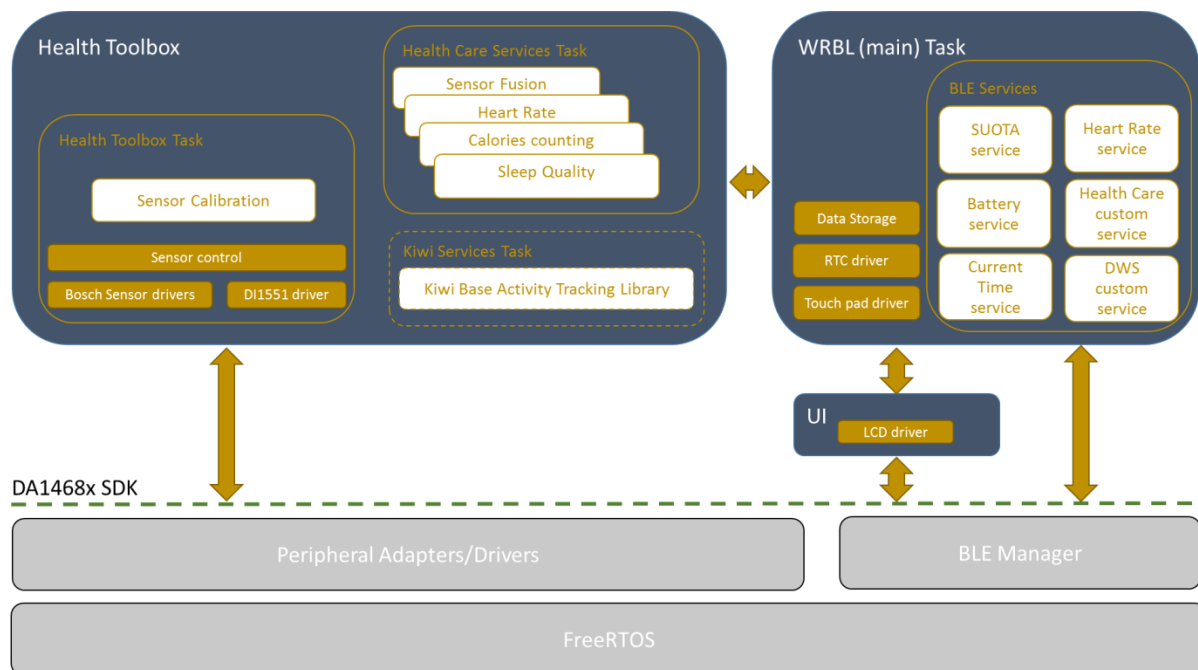 Health Toolbox
Health Toolbox Task
Sensor Calibration
Sensor control
Bosch Sensor drivers
DI1551 driver
Health Care Services Task
Sensor Fusion
Heart Rate
Calories counting
Sleep Quality
Kiwi Services Task
Kiwi Base Activity Tracking Library
WRBL (main) Task
Data Storage
RTC driver
Touch pad driver
BLE Services
SUOTA
service
Heart Rate
service
Battery
service
Health Care
custom
service
Current
Time
service
DWS
custom
service
UI
LCD driver
DA1468x SDK
Peripheral Adapters/Drivers
BLE Manager
FreeRTOS